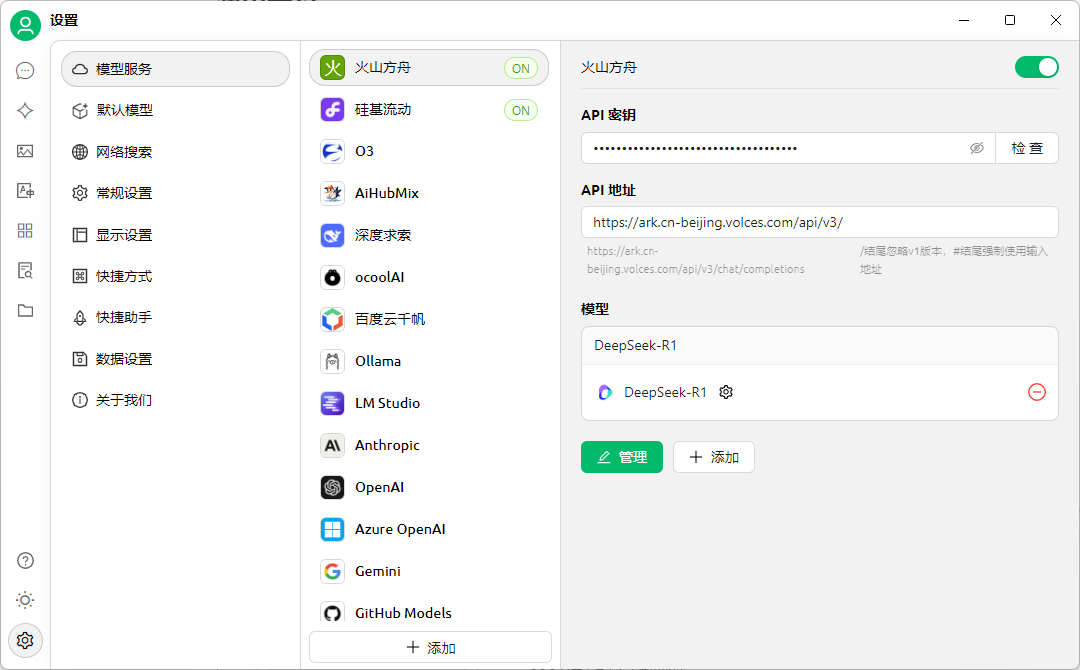 设置
模型服务
默认模型
网络搜索
常规设置
显示设置
快捷方式
快捷助手
数据设置
关于我们
火 火山方舟 ON
硅基流动 ON
O3
AiHubMix
深度求索
ocoolAI
百度云千帆
Ollama
LM Studio
Anthropic
OpenAI
Azure OpenAI
Gemini
GitHub Models
添加
火山方舟
API 密钥
••••••••••••••••••••••••••••••••••••
检 查
API 地址
https://ark.cn-beijing.volces.com/api/v3/
https://ark.cn-
beijing.volces.com/api/v3/chat/completions
/结尾忽略v1版本，#结尾强制使用输入
地址
模型
DeepSeek-R1
DeepSeek-R1
管理
添加